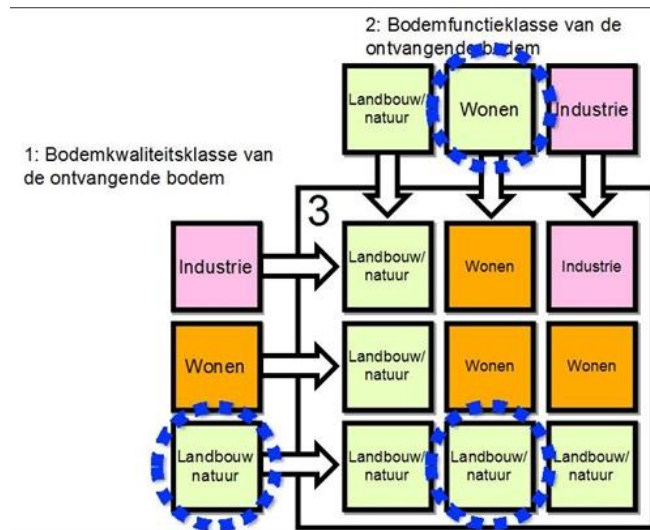 2: Bodemfunctieklasse van de
ontvangende bodem
Landbouw/
natuur
Wonen
Industrie
1: Bodemkwaliteitsklasse van
de ontvangende bodem
3
Industrie
Landbouw/
natuur
Wonen
Industrie
Wonen
Landbouw/
natuur
Wonen
Wonen
Landbouw
natuur
Landbouw/
natuur
Landbouw/
natuur
Landbouw/
natuur